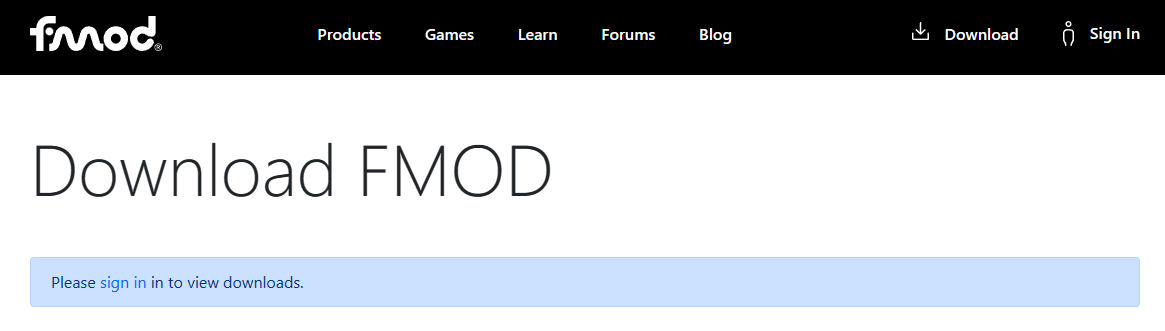 fmod®
Products Games Learn Forums Blog Download Sign In
Download FMOD
Please sign in in to view downloads.